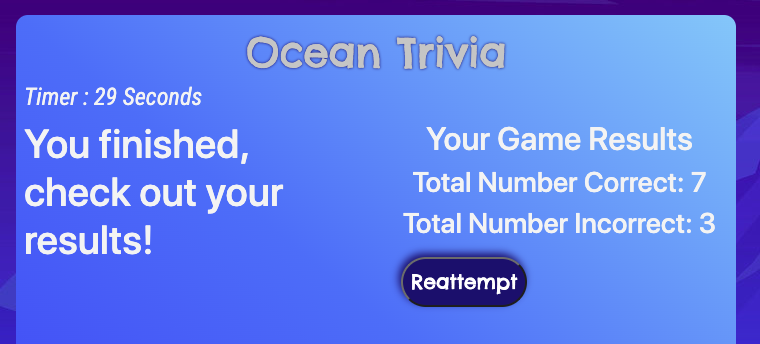 Ocean Trivia
Timer : 29 Seconds
You finished,
check out your
results!
Your Game Results
Total Number Correct: 7
Total Number Incorrect: 3
Reattempt